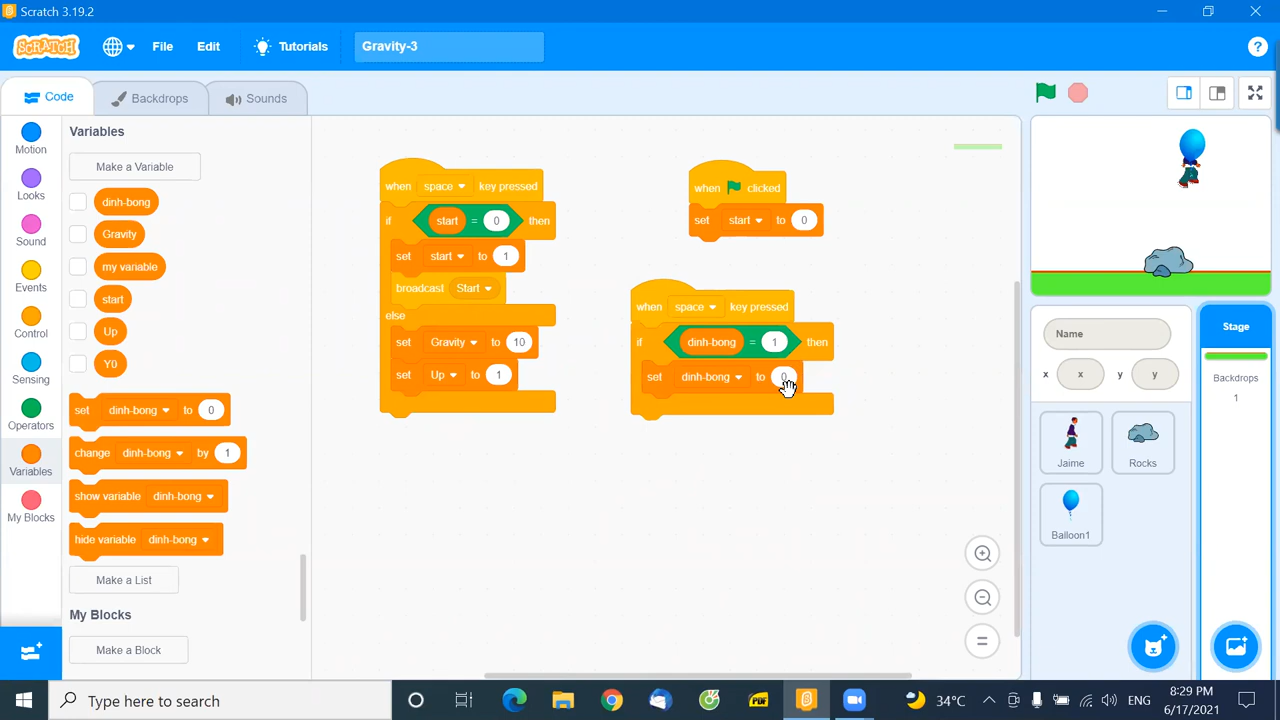 Scratch 3.19.2
SCRATCH File Edit Tutorials Gravity-3 ?
Code Backdrops Sounds
Motion
Looks
Sound
Events
Control
Sensing
Operators
Variables
My Blocks
Variables
Make a Variable
dinh-bong
Gravity
my variable
start
Up
Y0
set dinh-bong to 0
change dinh-bong by 1
show variable dinh-bong
hide variable dinh-bong
Make a List
My Blocks
Make a Block
when space key pressed
if start = 0 then
set start to 1
broadcast Start
else
set Gravity to 10
set Up to 1
when clicked
set start to 0
when space key pressed
if dinh-bong = 1 then
set dinh-bong to 0
Name
x x y y
Jaime
Rocks
Balloon1
Stage
Backdrops
1
Type here to search
PDF
34°C
ENG
8:29 PM
6/17/2021